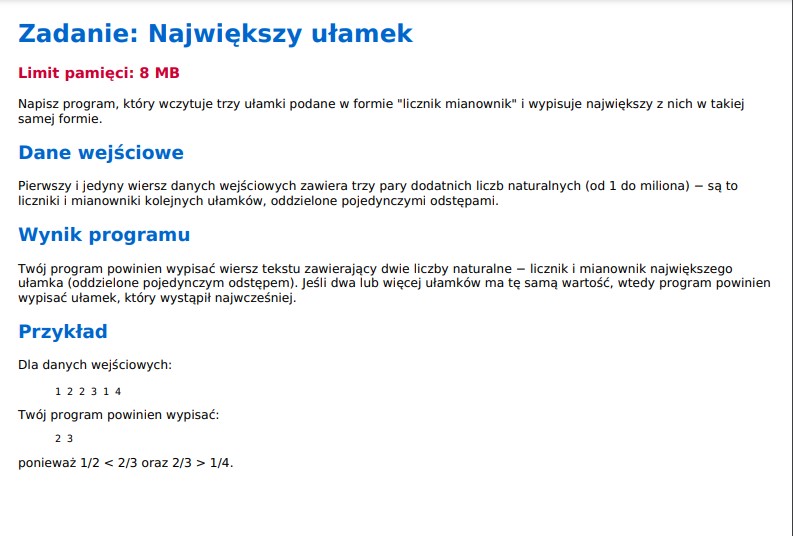 Zadanie: Największy ułamek
Limit pamięci: 8 MB
Napisz program, który wczytuje trzy ułamki podane w formie "licznik mianownik" i wypisuje największy z nich w takiej
samej formie.
Dane wejściowe
Pierwszy i jedyny wiersz danych wejściowych zawiera trzy pary dodatnich liczb naturalnych (od 1 do miliona) − są to
liczniki i mianowniki kolejnych ułamków, oddzielone pojedynczymi odstępami.
Wynik programu
Twój program powinien wypisać wiersz tekstu zawierający dwie liczby naturalne − licznik i mianownik największego
ułamka (oddzielone pojedynczym odstępem). Jeśli dwa lub więcej ułamków ma tę samą wartość, wtedy program powinien
wypisać ułamek, który wystąpił najwcześniej.
Przykład
Dla danych wejściowych:
1 2 2 3 1 4
Twój program powinien wypisać:
2 3
ponieważ 1/2 < 2/3 oraz 2/3 > 1/4.